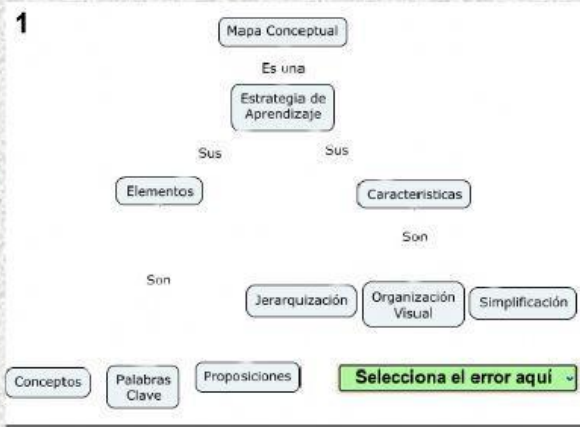 1
Mapa Conceptual
Es una
Estrategia de
Aprendizaje
Sus
Sus
Elementos
Caracteristicas
Son
Son
Jerarquización
Organización
Visual
Simplificación
Conceptos
Palabras
Clave
Proposiciones
Selecciona el error aquí